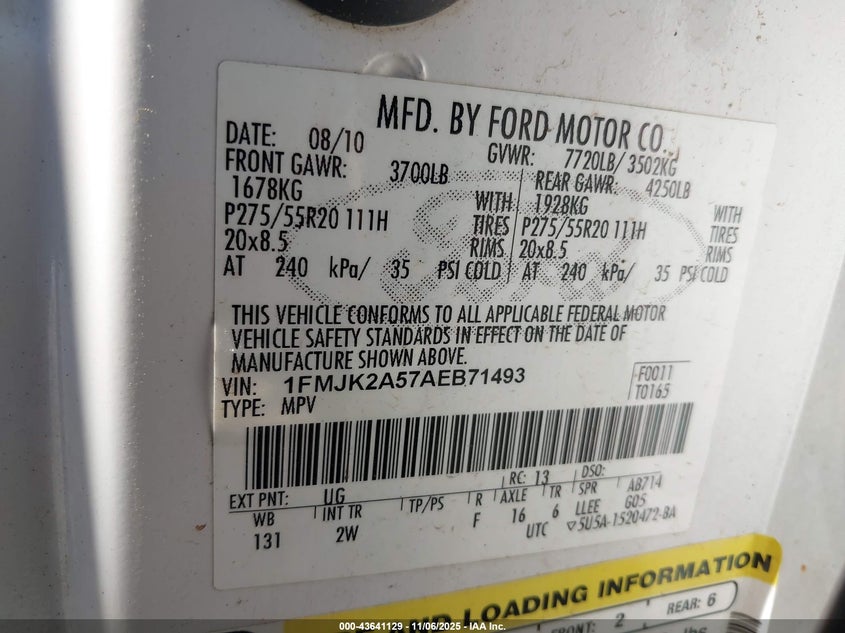 MFD. BY FORD MOTOR CO.
DATE: 08/10 GVWR: 7720LB/ 3502KG
FRONT GAWR: 3700LB REAR GAWR: 4250LB
1678KG WITH 1928KG WITH
P275/55R20 111H TIRES P275/55R20 111H TIRES
20x8.5 RIMS 20x8.5 RIMS
AT 240 kPa/ 35 PSI COLD AT 240 kPa/ 35 PSI COLD
THIS VEHICLE CONFORMS TO ALL APPLICABLE FEDERAL MOTOR
VEHICLE SAFETY STANDARDS IN EFFECT ON THE DATE OF
MANUFACTURE SHOWN ABOVE.
VIN: 1FMJK2A57AEB71493 F0011
TYPE: MPV T0165
RC: 13 DSO:
EXT PNT: UG AB714
WB INT TR TP/PS R AXLE TR SPR G05
131 2W F 16 6 LLEE
UTC ▽5U5A-1520472-BA
LOADING INFORMATION
FRONT: 2 REAR: 6
000-43641129 - 11/06/2025 - IAA Inc.